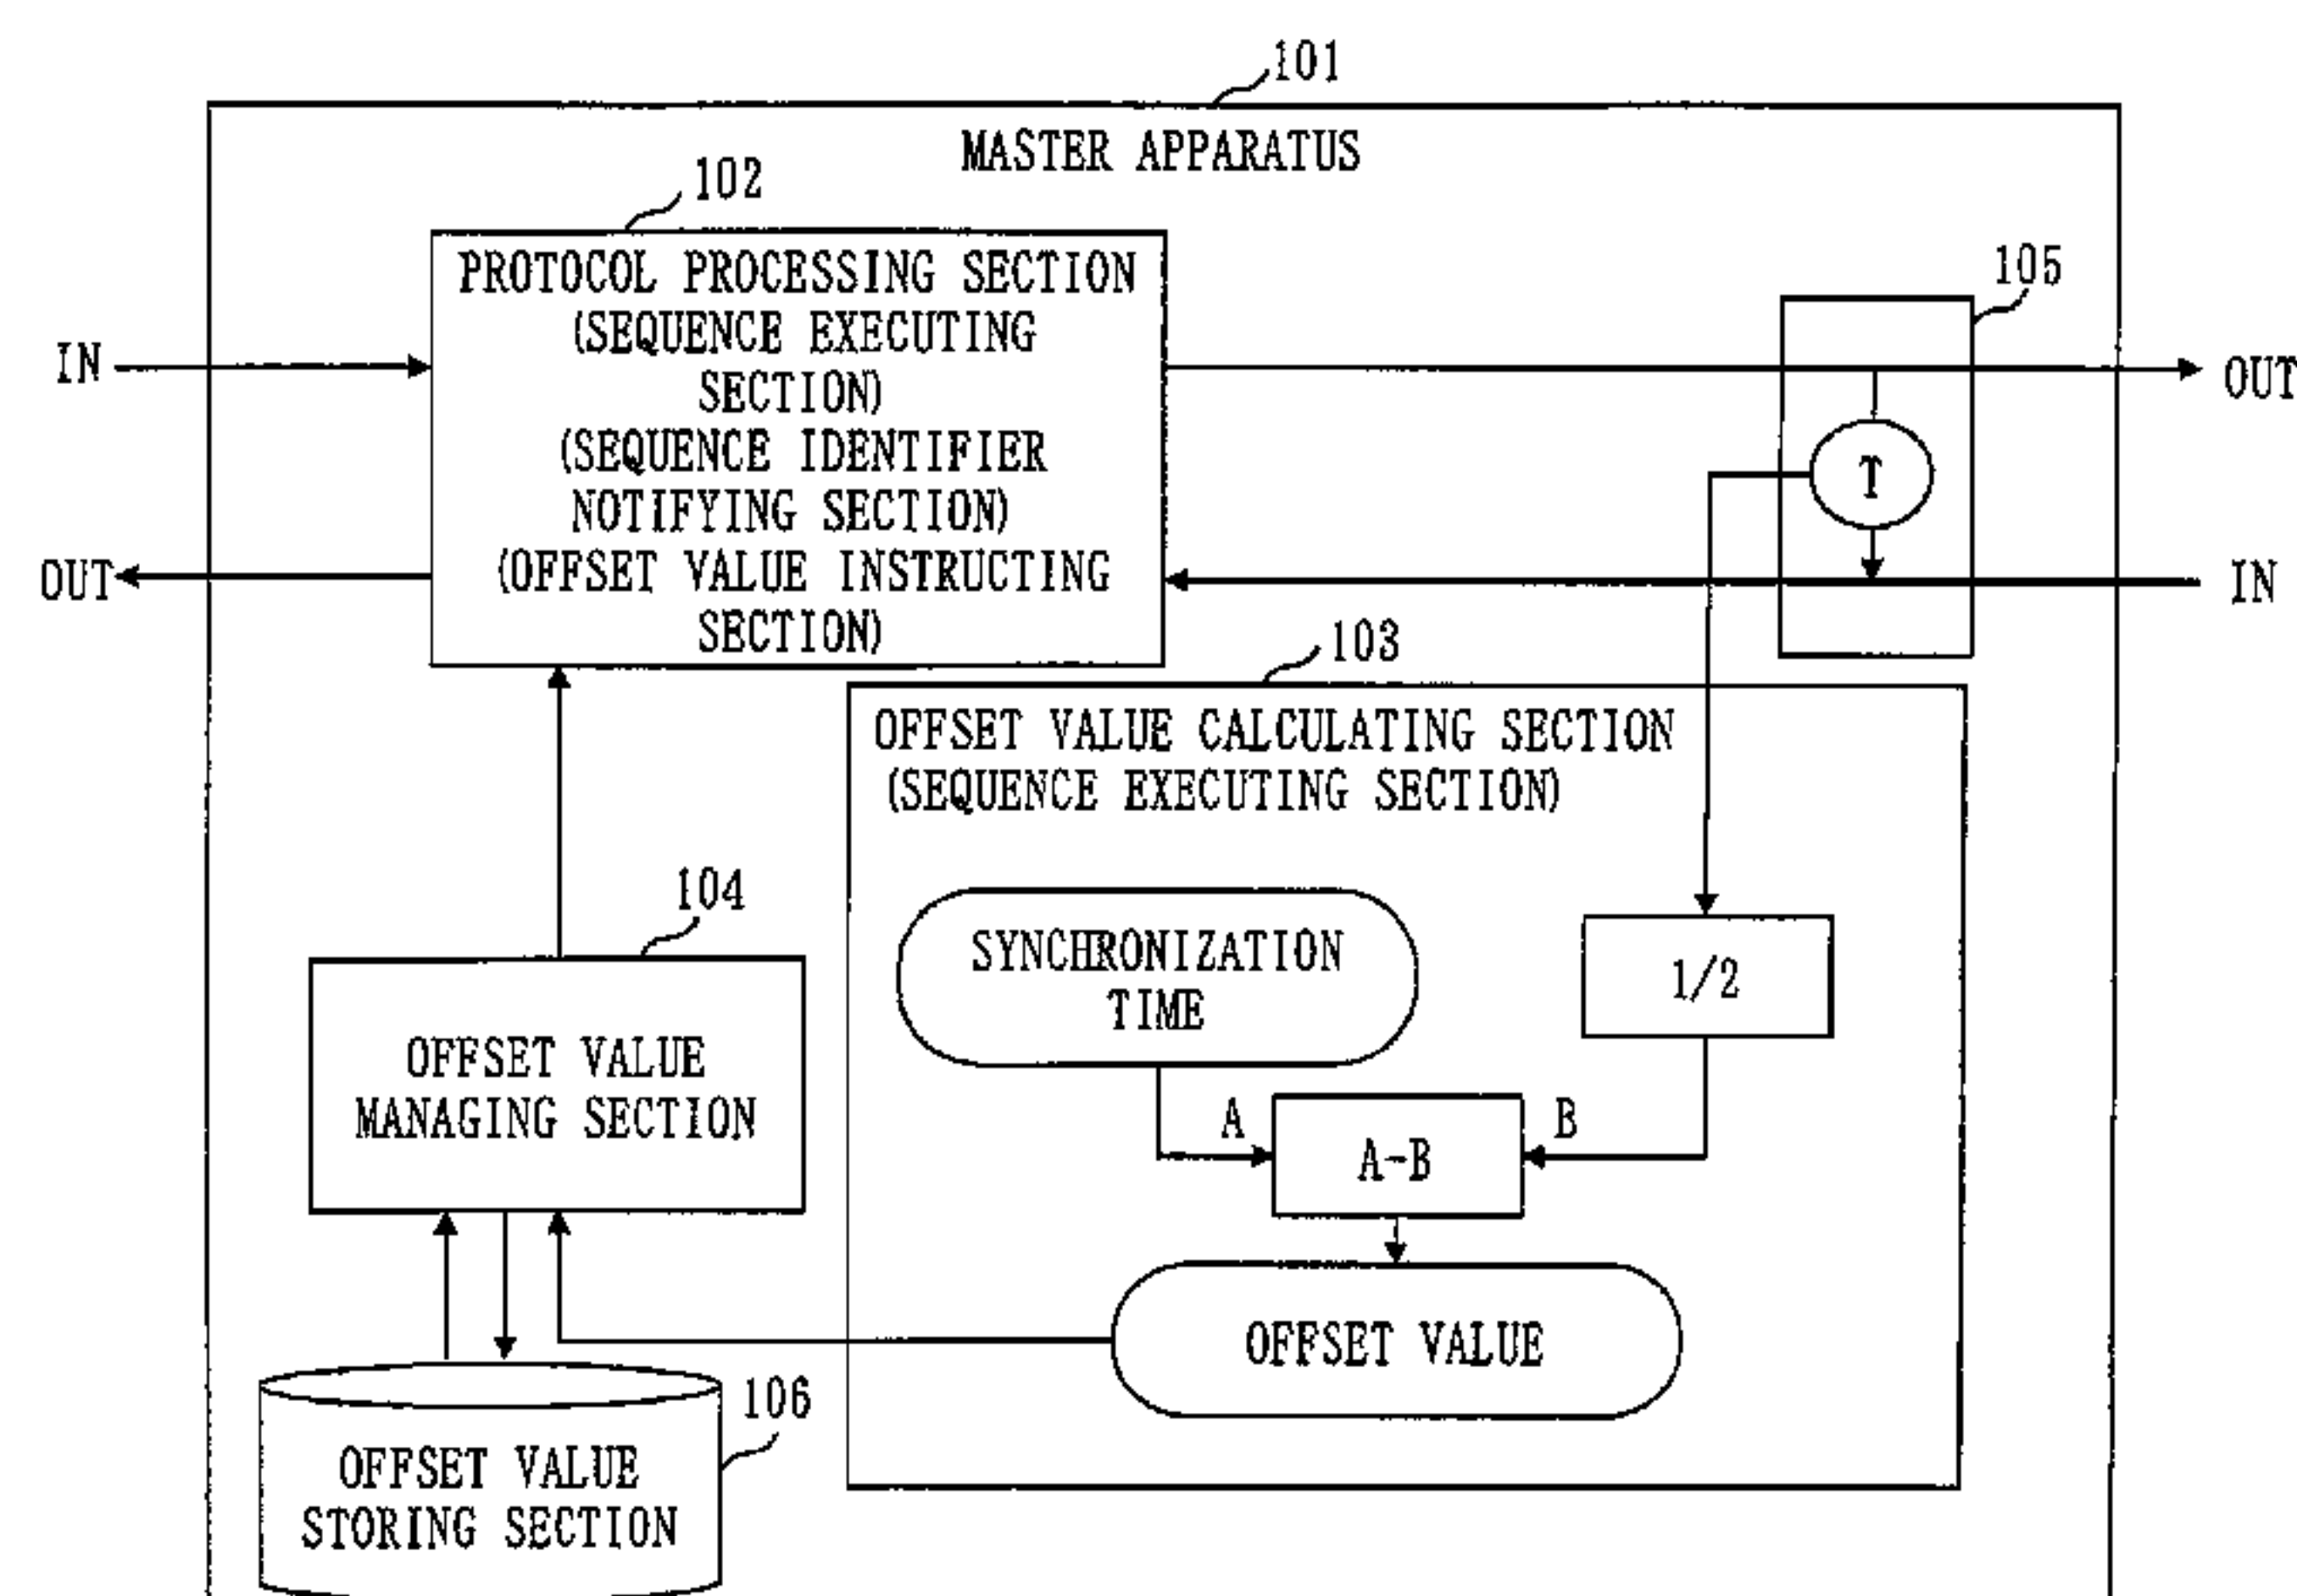 101
MASTER APPARATUS
102
PROTOCOL PROCESSING SECTION
(SEQUENCE EXECUTING
SECTION)
(SEQUENCE IDENTIFIER
NOTIFYING SECTION)
(OFFSET VALUE INSTRUCTING
SECTION)
105
IN
OUT
T
OUT
IN
103
OFFSET VALUE CALCULATING SECTION
(SEQUENCE EXECUTING SECTION)
104
SYNCHRONIZATION
TIME
1/2
OFFSET VALUE
MANAGING SECTION
A
B
A-B
OFFSET VALUE
106
OFFSET VALUE
STORING SECTION